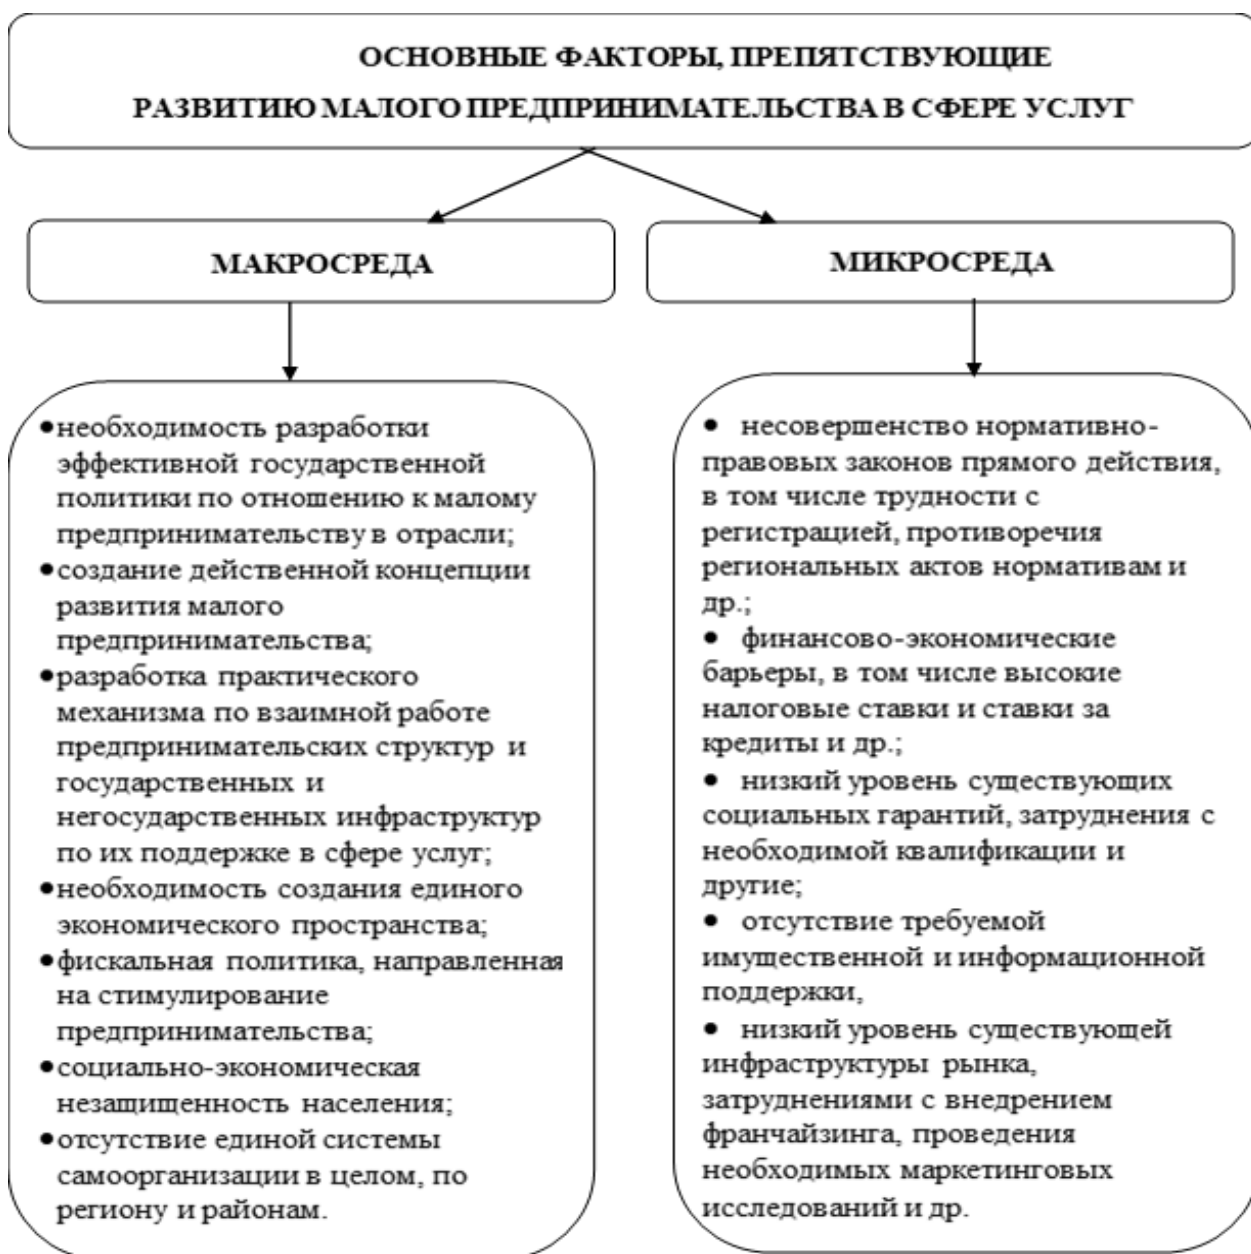 ОСНОВНЫЕ ФАКТОРЫ, ПРЕПЯТСТВУЮЩИЕ
РАЗВИТИЮ МАЛОГО ПРЕДПРИНИМАТЕЛЬСТВА В СФЕРЕ УСЛУГ
МАКРОСРЕДА
•необходимость разработки
эффективной государственной
политики по отношению к малому
предпринимательству в отрасли;
•создание действенной концепции
развития малого
предпринимательства;
•разработка практического
механизма по взаимной работе
предпринимательских структур и
государственных и
негосударственных инфраструктур
по их поддержке в сфере услуг;
•необходимость создания единого
экономического пространства;
•фискальная политика, направленная
на стимулирование
предпринимательства;
•социально-экономическая
незащищенность населения;
•отсутствие единой системы
самоорганизации в целом, по
региону и районам.
МИКРОСРЕДА
• несовершенство нормативно-
правовых законов прямого действия,
в том числе трудности с
регистрацией, противоречия
региональных актов нормативам и
др.;
• финансово-экономические
барьеры, в том числе высокие
налоговые ставки и ставки за
кредиты и др.;
• низкий уровень существующих
социальных гарантий, затруднения с
необходимой квалификации и
другие;
• отсутствие требуемой
имущественной и информационной
поддержки,
• низкий уровень существующей
инфраструктуры рынка,
затруднениями с внедрением
франчайзинга, проведения
необходимых маркетинговых
исследований и др.